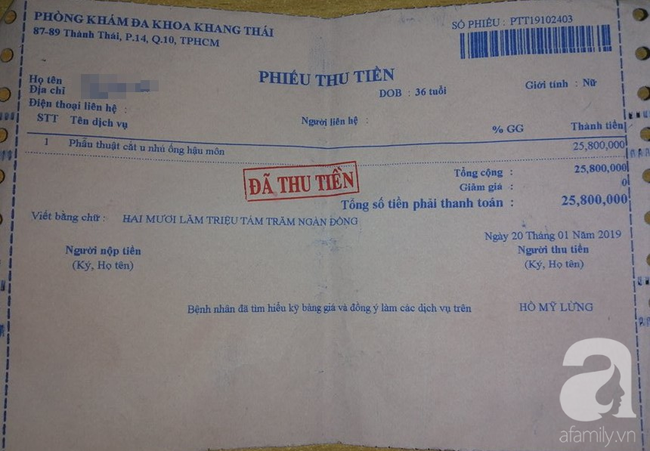 PHÒNG KHÁM ĐA KHOA KHANG THÁI
87-89 Thành Thái, P.14, Q.10, TPHCM
SỐ PHIẾU : PTT19102403
PHIẾU THU TIỀN
Họ tên
Địa chỉ
DOB : 36 tuổi
Giới tính : Nữ
Điện thoại liên hệ :
Người liên hệ :
STT Tên dịch vụ % GG Thành tiền
1 Phẫu thuật cắt u nhú ống hậu môn 25,800,000
ĐÃ THU TIỀN
Tổng cộng : 25,800,000
Giảm giá : 0
Tổng số tiền phải thanh toán : 25,800,000
Viết bằng chữ : HAI MƯƠI LĂM TRIỆU TÁM TRĂM NGÀN ĐỒNG
Ngày 20 Tháng 01 Năm 2019
Người nộp tiền Người thu tiền
(Ký, Họ tên) (Ký, Họ tên)
Bệnh nhân đã tìm hiểu kỹ bảng giá và đồng ý làm các dịch vụ trên
HỒ MỸ LỪNG
a
afamily.vn